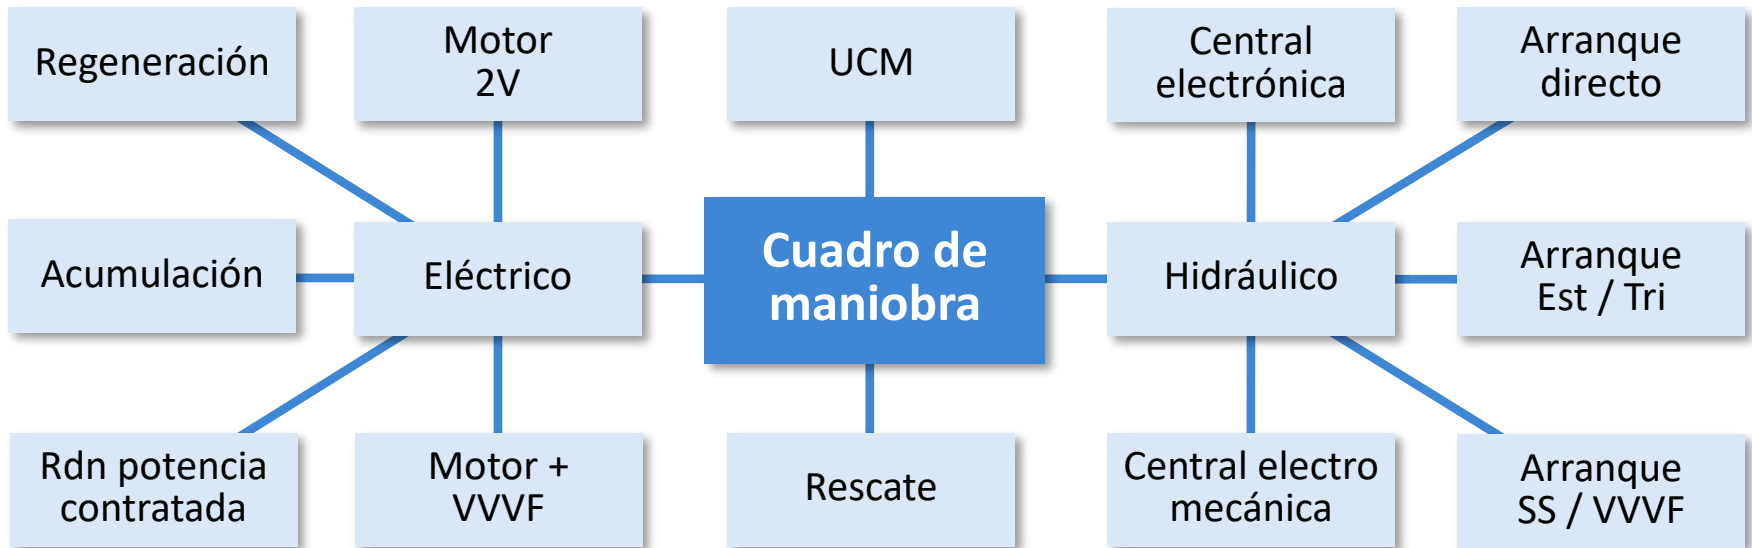 Regeneración
Motor
2V
UCM
Central
electrónica
Arranque
directo
Acumulación
Eléctrico
Cuadro de
maniobra
Hidráulico
Arranque
Est / Tri
Rdn potencia
contratada
Motor +
VVVF
Rescate
Central electro
mecánica
Arranque
SS / VVVF